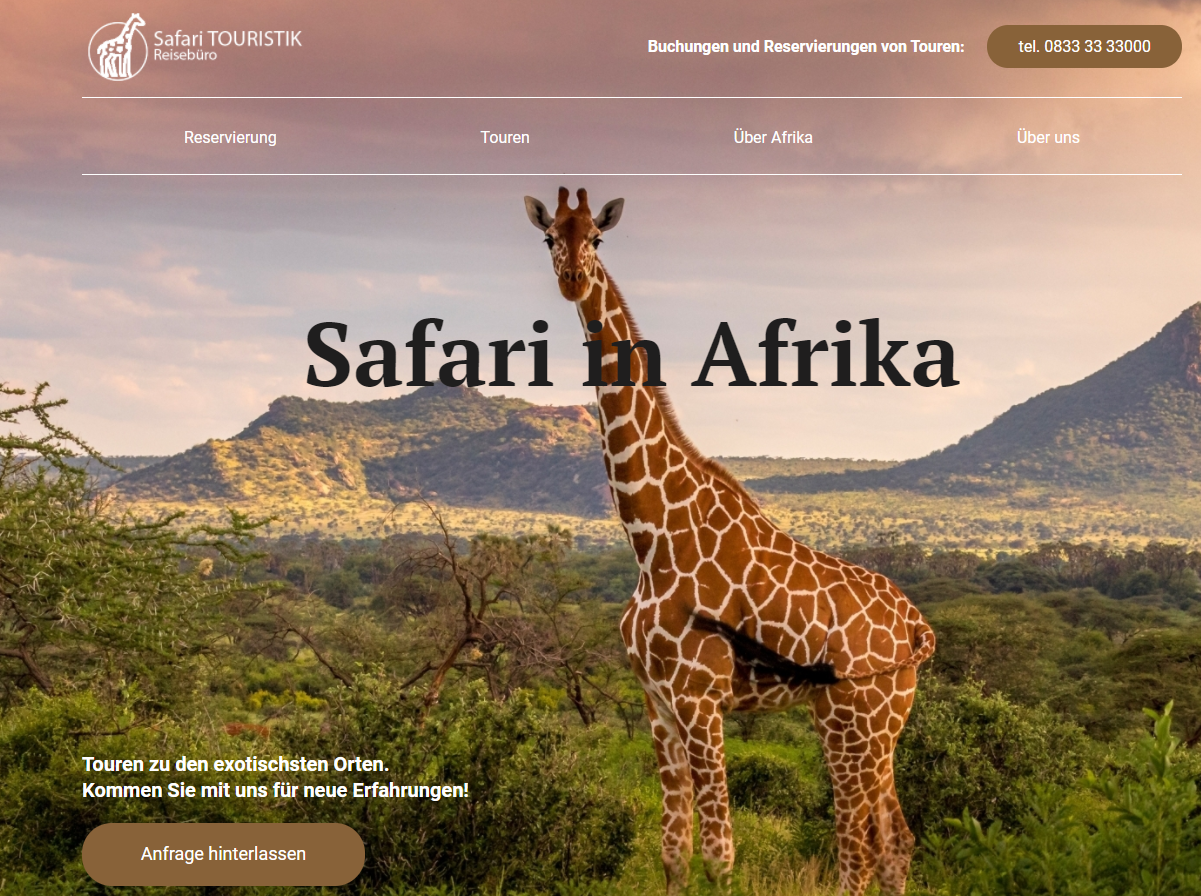 Safari TOURISTIK
Reisebüro
Buchungen und Reservierungen von Touren:
tel. 0833 33 33000
Reservierung
Touren
Über Afrika
Über uns
Safari in Afrika
Touren zu den exotischsten Orten.
Kommen Sie mit uns für neue Erfahrungen!
Anfrage hinterlassen